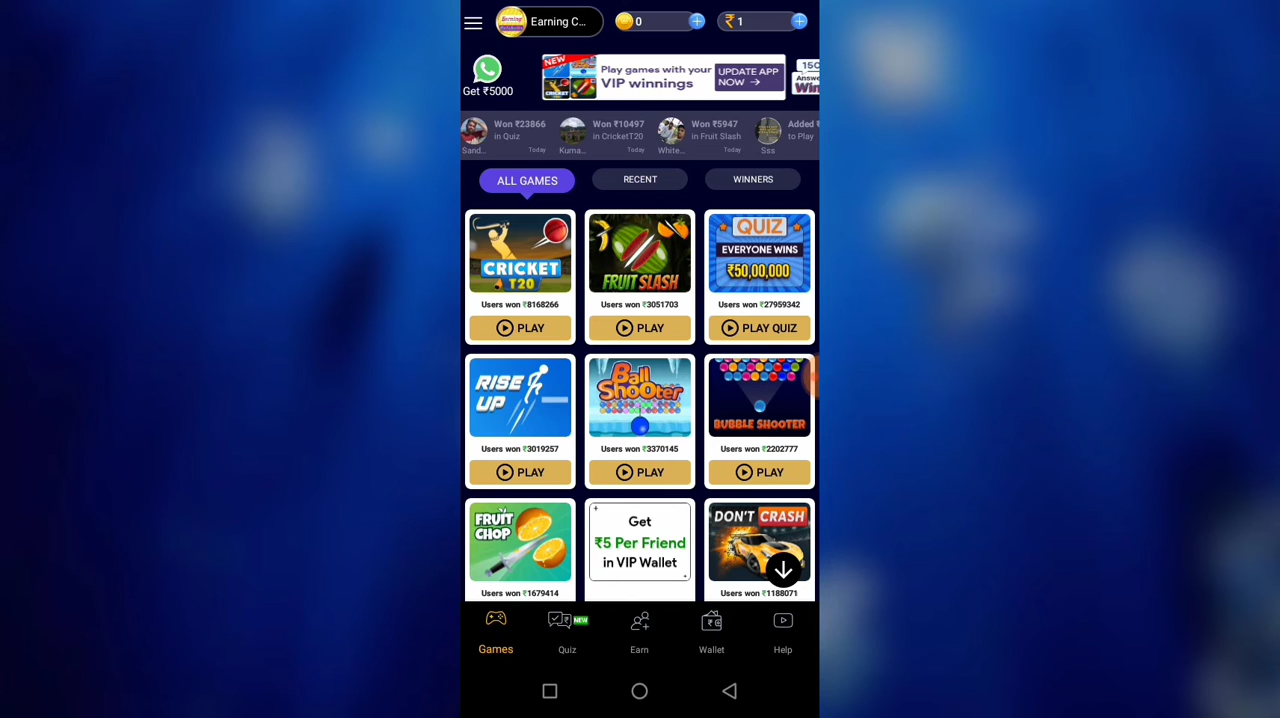 Earning C...
0
₹ 1
Get ₹5000
NEW
CRICKET
Play games with your
VIP winnings
UPDATE APP
NOW →
Won ₹23866
in Quiz
Sand...
Today
Won ₹10497
in CricketT20
Kuma...
Today
Won ₹5947
in Fruit Slash
White...
Today
Added ₹
to Play
Sss
ALL GAMES
RECENT
WINNERS
CRICKET
T20
Users won ₹8168266
PLAY
FRUIT SLASH
Users won ₹3051703
PLAY
QUIZ
EVERYONE WINS
₹50,00,000
Users won ₹27959342
PLAY QUIZ
RISE
UP
Users won ₹3019257
PLAY
Ball
Shooter
Users won ₹3370145
PLAY
BUBBLE SHOOTER
Users won ₹2202777
PLAY
FRUIT
CHOP
Users won ₹1679414
Get
₹5 Per Friend
in VIP Wallet
DON'T CRASH
Users won ₹1188071
Games
NEW
Quiz
Earn
Wallet
Help